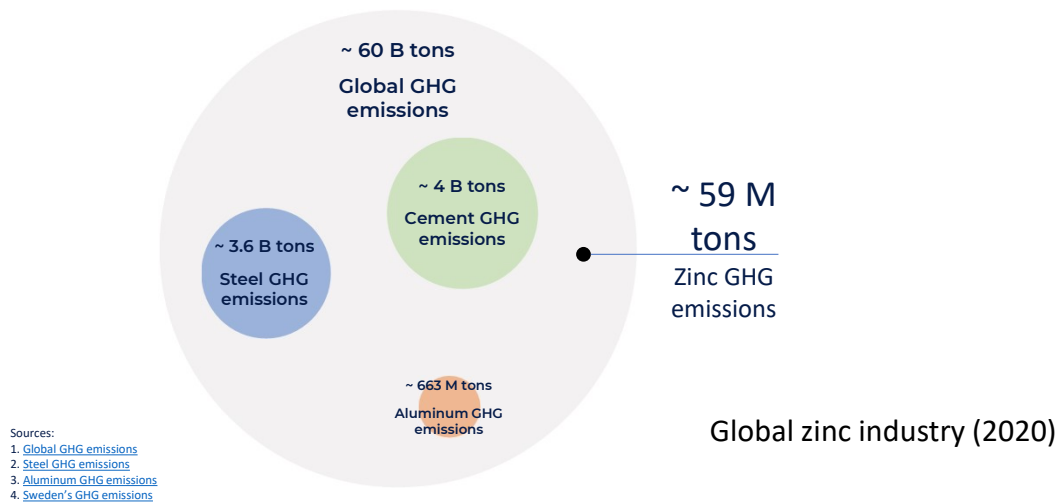 ~ 60 B tons
Global GHG
emissions
~ 4 B tons
Cement GHG
emissions
~ 3.6 B tons
Steel GHG
emissions
~ 59 M
tons
Zinc GHG
emissions
~ 663 M tons
Aluminum GHG
emissions
Global zinc industry (2020)
Sources:
1. Global GHG emissions
2. Steel GHG emissions
3. Aluminum GHG emissions
4. Sweden's GHG emissions